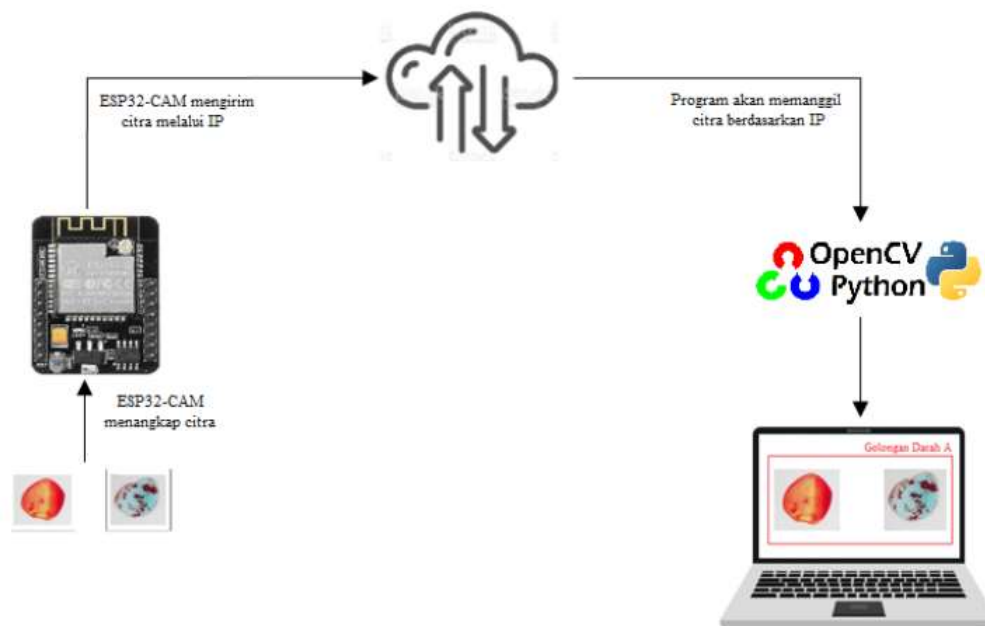 ESP32-CAM mengirim
citra melalui IP
Program akan memanggil
citra berdasarkan IP
OpenCV
Python
ESP32-CAM
menangkap citra
Golongan Darah A